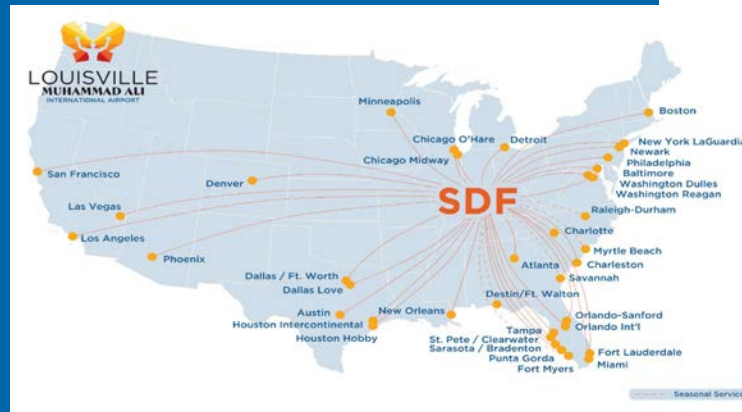 LOUISVILLE
MUHAMMAD ALI
INTERNATIONAL AIRPORT
Minneapolis
Boston
Chicago O'Hare
Detroit
Chicago Midway
New York LaGuardia
Newark
Philadelphia
Baltimore
Washington Dulles
Washington Reagan
San Francisco
Denver
SDF
Las Vegas
Raleigh-Durham
Los Angeles
Charlotte
Phoenix
Myrtle Beach
Atlanta
Charleston
Savannah
Dallas / Ft. Worth
Dallas Love
Destin/Ft. Walton
Austin
New Orleans
Houston Intercontinental
Houston Hobby
Orlando-Sanford
Orlando Int'l
Tampa
St. Pete / Clearwater
Sarasota / Bradenton
Punta Gorda
Fort Myers
Fort Lauderdale
Miami
Seasonal Service